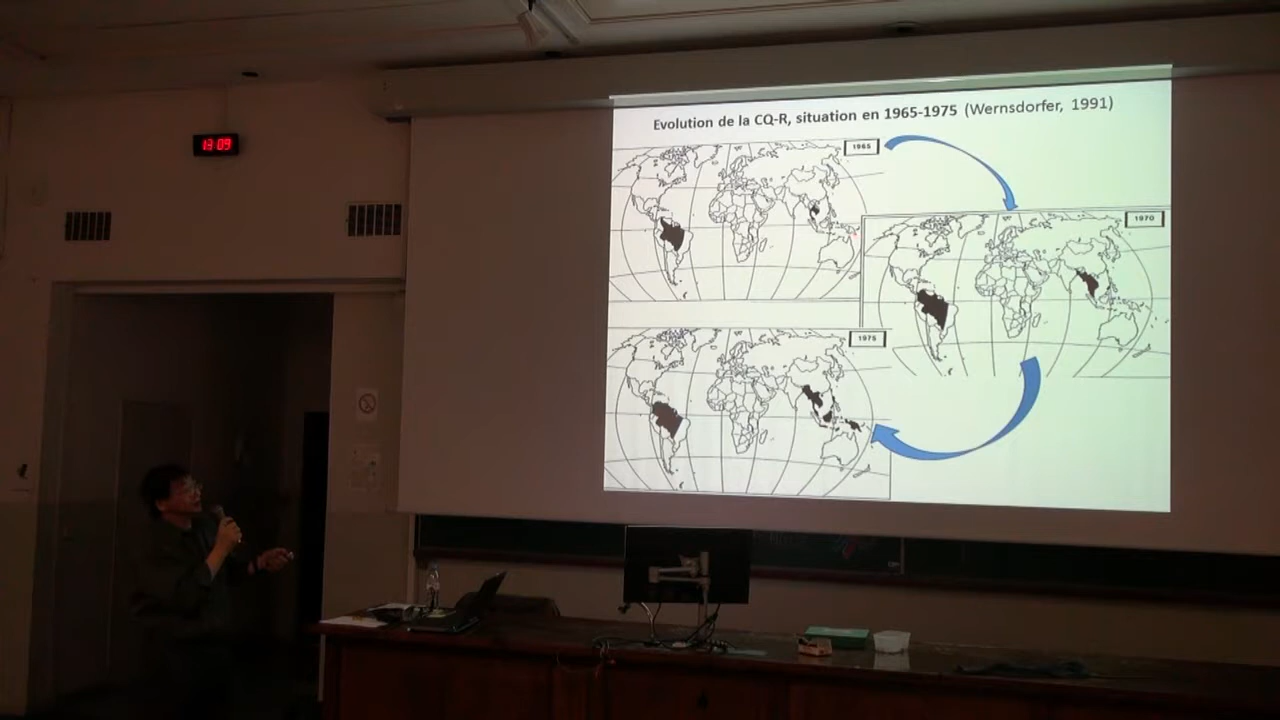 13 09
Evolution de la CQ-R, situation en 1965-1975 (Wernsdorfer, 1991)
1965
1970
1975